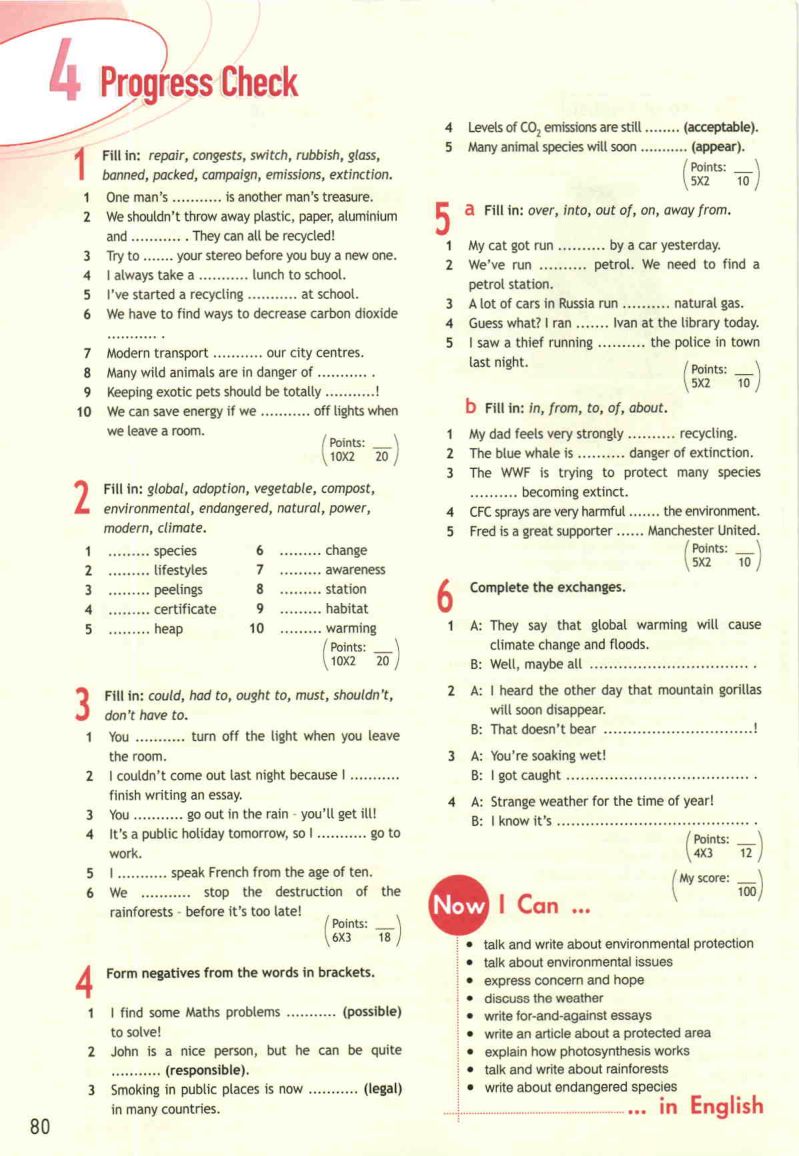 4 Progress Check
1 Fill in: repair, congests, switch, rubbish, glass,
banned, packed, campaign, emissions, extinction.
1 One man's ........... is another man's treasure.
2 We shouldn't throw away plastic, paper, aluminium
and ............ . They can all be recycled!
3 Try to ....... your stereo before you buy a new one.
4 I always take a ........... lunch to school.
5 I've started a recycling ........... at school.
6 We have to find ways to decrease carbon dioxide
........... .
7 Modern transport ........... our city centres.
8 Many wild animals are in danger of ........... .
9 Keeping exotic pets should be totally ...........!
10 We can save energy if we ........... off lights when
we leave a room.
Points: __
10X2 20
2 Fill in: global, adoption, vegetable, compost,
environmental, endangered, natural, power,
modern, climate.
1 ......... species 6 ......... change
2 ......... lifestyles 7 ......... awareness
3 ......... peelings 8 ......... station
4 ......... certificate 9 ......... habitat
5 ......... heap 10 ......... warming
Points: __
10X2 20
3 Fill in: could, had to, ought to, must, shouldn't,
don't have to.
1 You ........... turn off the light when you leave
the room.
2 I couldn't come out last night because I ...........
finish writing an essay.
3 You ........... go out in the rain - you'll get ill!
4 It's a public holiday tomorrow, so I ........... go to
work.
5 I ........... speak French from the age of ten.
6 We ........... stop the destruction of the
rainforests - before it's too late!
Points: __
6X3 18
4 Form negatives from the words in brackets.
1 I find some Maths problems ........... (possible)
to solve!
2 John is a nice person, but he can be quite
........... (responsible).
3 Smoking in public places is now ........... (legal)
in many countries.
4 Levels of CO₂ emissions are still ........ (acceptable).
5 Many animal species will soon ........... (appear).
Points: __
5X2 10
5 a Fill in: over, into, out of, on, away from.
1 My cat got run .......... by a car yesterday.
2 We've run .......... petrol. We need to find a
petrol station.
3 A lot of cars in Russia run .......... natural gas.
4 Guess what? I ran ....... Ivan at the library today.
5 I saw a thief running .......... the police in town
last night.
Points: __
5X2 10
b Fill in: in, from, to, of, about.
1 My dad feels very strongly .......... recycling.
2 The blue whale is .......... danger of extinction.
3 The WWF is trying to protect many species
.......... becoming extinct.
4 CFC sprays are very harmful ....... the environment.
5 Fred is a great supporter ...... Manchester United.
Points: __
5X2 10
6 Complete the exchanges.
1 A: They say that global warming will cause
climate change and floods.
B: Well, maybe all ................................ .
2 A: I heard the other day that mountain gorillas
will soon disappear.
B: That doesn't bear ..............................!
3 A: You're soaking wet!
B: I got caught ..................................... .
4 A: Strange weather for the time of year!
B: I know it's ....................................... .
Points: __
4X3 12
My score: __
100
Now I Can ...
• talk and write about environmental protection
• talk about environmental issues
• express concern and hope
• discuss the weather
• write for-and-against essays
• write an article about a protected area
• explain how photosynthesis works
• talk and write about rainforests
• write about endangered species
... in English
80